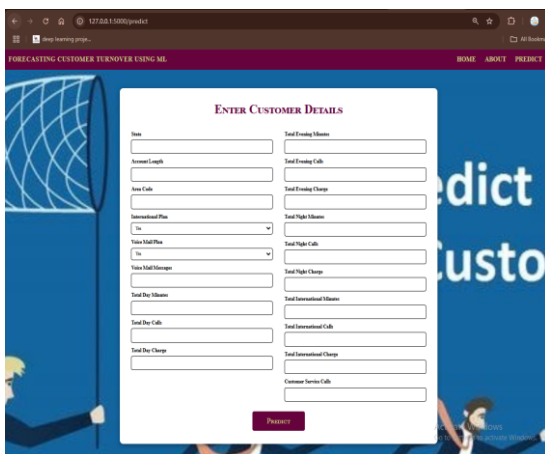 127.0.0.1:5000/predict
deep learning proje...
All Bookma
FORECASTING CUSTOMER TURNOVER USING ML
HOME ABOUT PREDICT
ENTER CUSTOMER DETAILS
State
Account Length
Area Code
International Plan
Voice Mail Plan
Voice Mail Messages
Total Day Minutes
Total Day Calls
Total Day Charge
Total Evening Minutes
Total Evening Calls
Total Evening Charge
Total Night Minutes
Total Night Calls
Total Night Charge
Total International Minutes
Total International Calls
Total International Charge
Customer Service Calls
PREDICT
edict
Custo